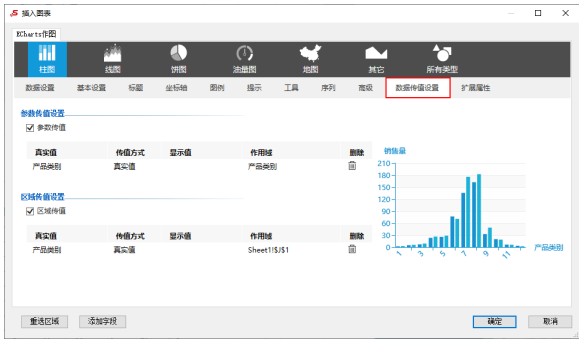 插入图表
ECharts作图
柱图 线图 饼图 油量图 地图 其它 所有类型
数据设置 基本设置 标题 坐标轴 图例 提示 工具 序列 高级 数据传值设置 扩展属性
参数传值设置
参数传值
真实值 传值方式 显示值 作用域 删除
产品类别 真实值 产品类别
区域传值设置
区域传值
真实值 传值方式 显示值 作用域 删除
产品类别 真实值 Sheet1!$J$1
销售量
210
180
150
120
90
60
30
0
1 3 5 7 9 11
产品类别
重选区域 添加字段 确定 取消